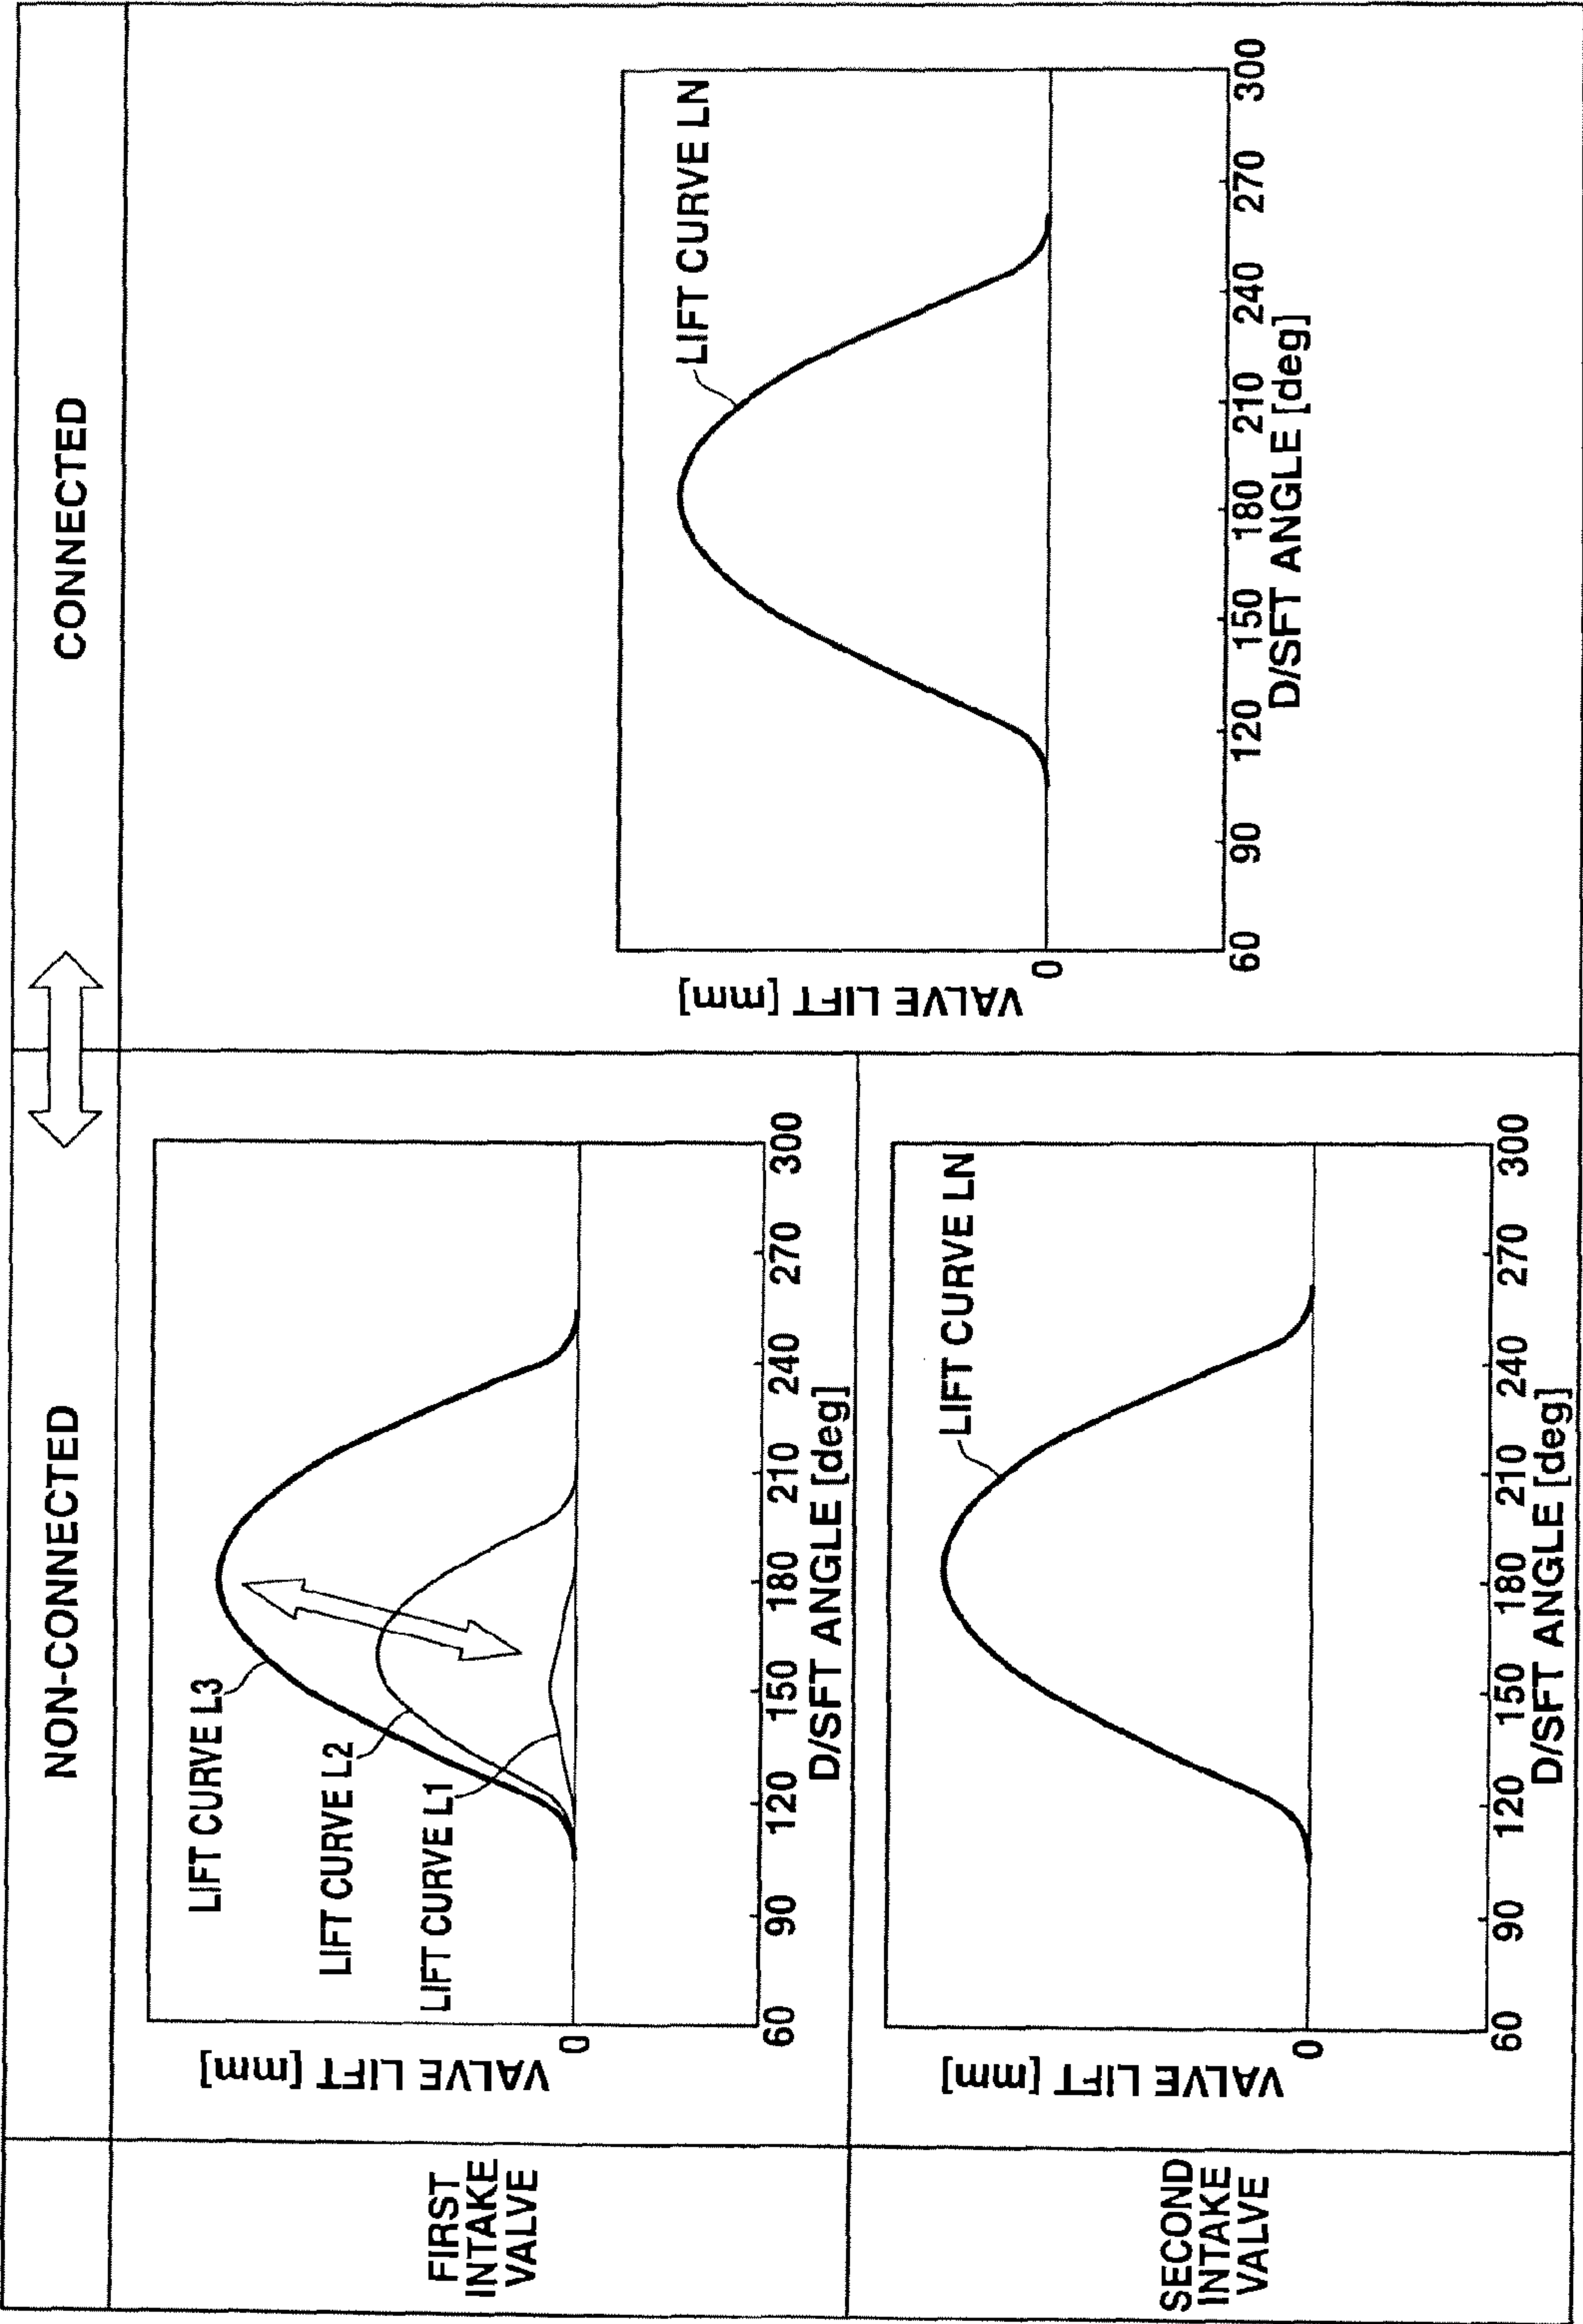 NON-CONNECTED
CONNECTED
FIRST
INTAKE
VALVE
VALVE LIFT [mm]
LIFT CURVE L3
LIFT CURVE L2
LIFT CURVE L1
0
60 90 120 150 180 210 240 270 300
D/SFT ANGLE [deg]
SECOND
INTAKE
VALVE
VALVE LIFT [mm]
LIFT CURVE LN
0
60 90 120 150 180 210 240 270 300
D/SFT ANGLE [deg]
VALVE LIFT [mm]
LIFT CURVE LN
0
60 90 120 150 180 210 240 270 300
D/SFT ANGLE [deg]